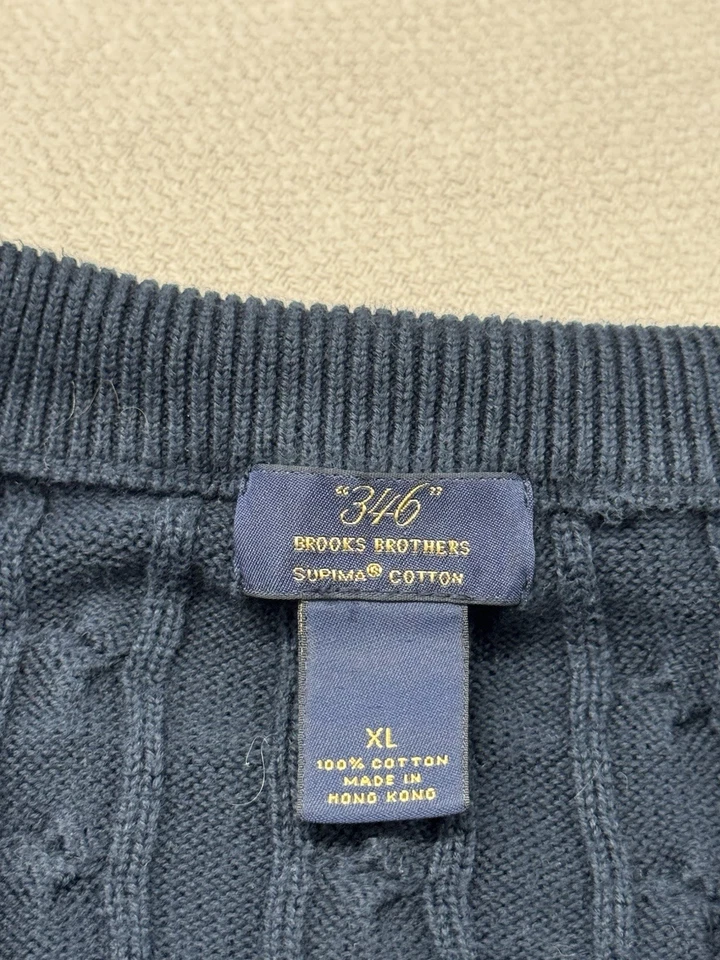 "346"
BROOKS BROTHERS
SUPIMA® COTTON
XL
100% COTTON
MADE IN
HONG KONG